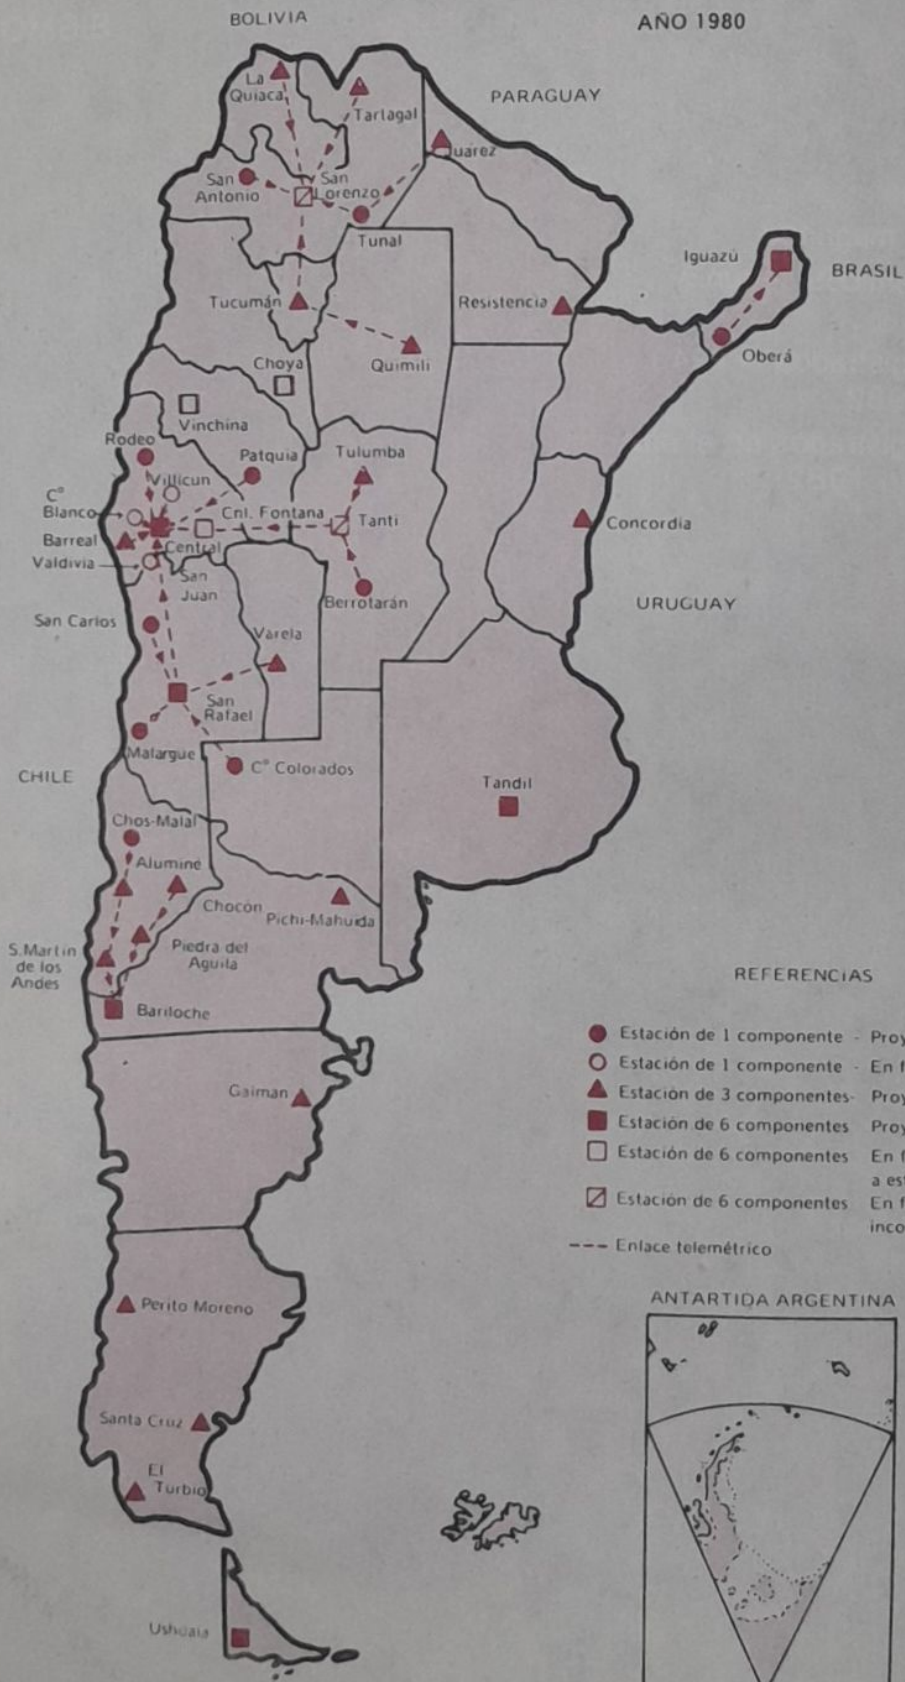 BOLIVIA
AÑO 1980
PARAGUAY
La
Quiaca
Tartagal
Juárez
San
Antonio
San
Lorenzo
Tunal
Iguazú
BRASIL
Tucumán
Resistencia
Oberá
Quimili
Choya
Vinchina
Rodeo
Patquia
Tulumba
Villicun
C°
Blanco
Cnl. Fontana
Tanti
Concordia
Barreal
Central
Valdivia
San
Juan
Berrotarán
URUGUAY
San Carlos
Varela
San
Rafael
Malargue
C° Colorados
CHILE
Tandil
Chos-Malal
Alumine
Chocón
Pichi-Mahuida
S.Martin
de los
Andes
Piedra del
Aguila
Bariloche
REFERENCIAS
Estación de 1 componente - Proy
Estación de 1 componente - En f
Estación de 3 componentes- Proy
Estación de 6 componentes Proy
Estación de 6 componentes En f
a est
Estación de 6 componentes En f
inco
--- Enlace telemétrico
Gaiman
Perito Moreno
Santa Cruz
El
Turbio
Ushuaia
ANTARTIDA ARGENTINA